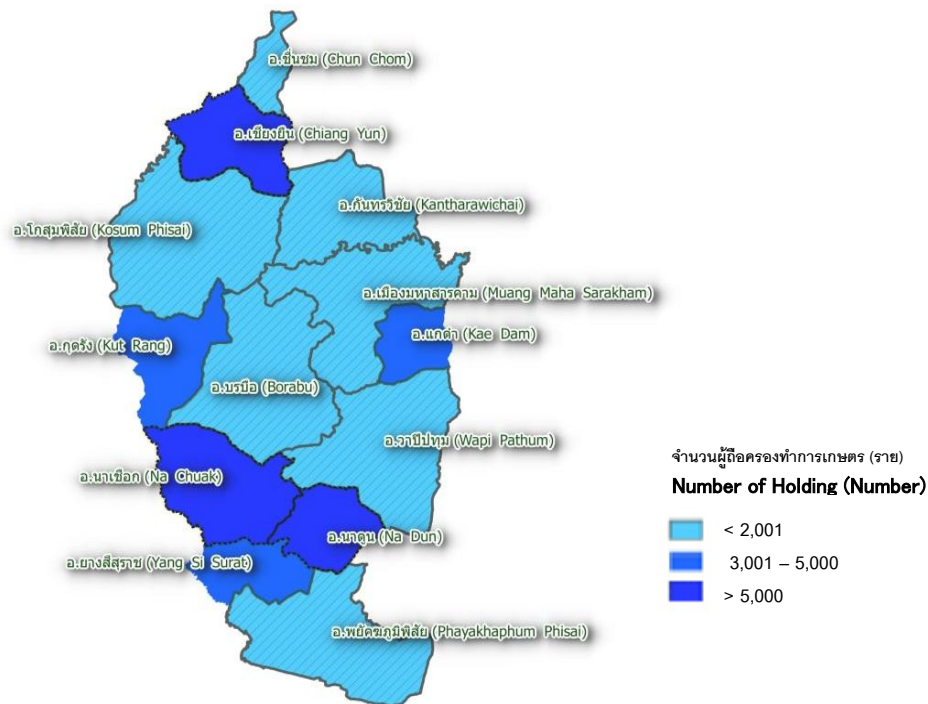 อ.ชื่นชม (Chun Chom)
อ.เชียงยืน (Chiang Yun)
อ.กันทรวิชัย (Kantharawichai)
อ.โกสุมพิสัย (Kosum Phisai)
อ.เมืองมหาสารคาม (Muang Maha Sarakham)
อ.แกดำ (Kae Dam)
อ.กุดรัง (Kut Rang)
อ.บรบือ (Borabu)
อ.วาปีปทุม (Wapi Pathum)
อ.นาเชือก (Na Chuak)
อ.นาดูน (Na Dun)
อ.ยางสีสุราช (Yang Si Surat)
อ.พยัคฆภูมิพิสัย (Phayakhaphum Phisai)
จำนวนผู้ถือครองทำการเกษตร (ราย)
Number of Holding (Number)
< 2,001
3,001 – 5,000
> 5,000